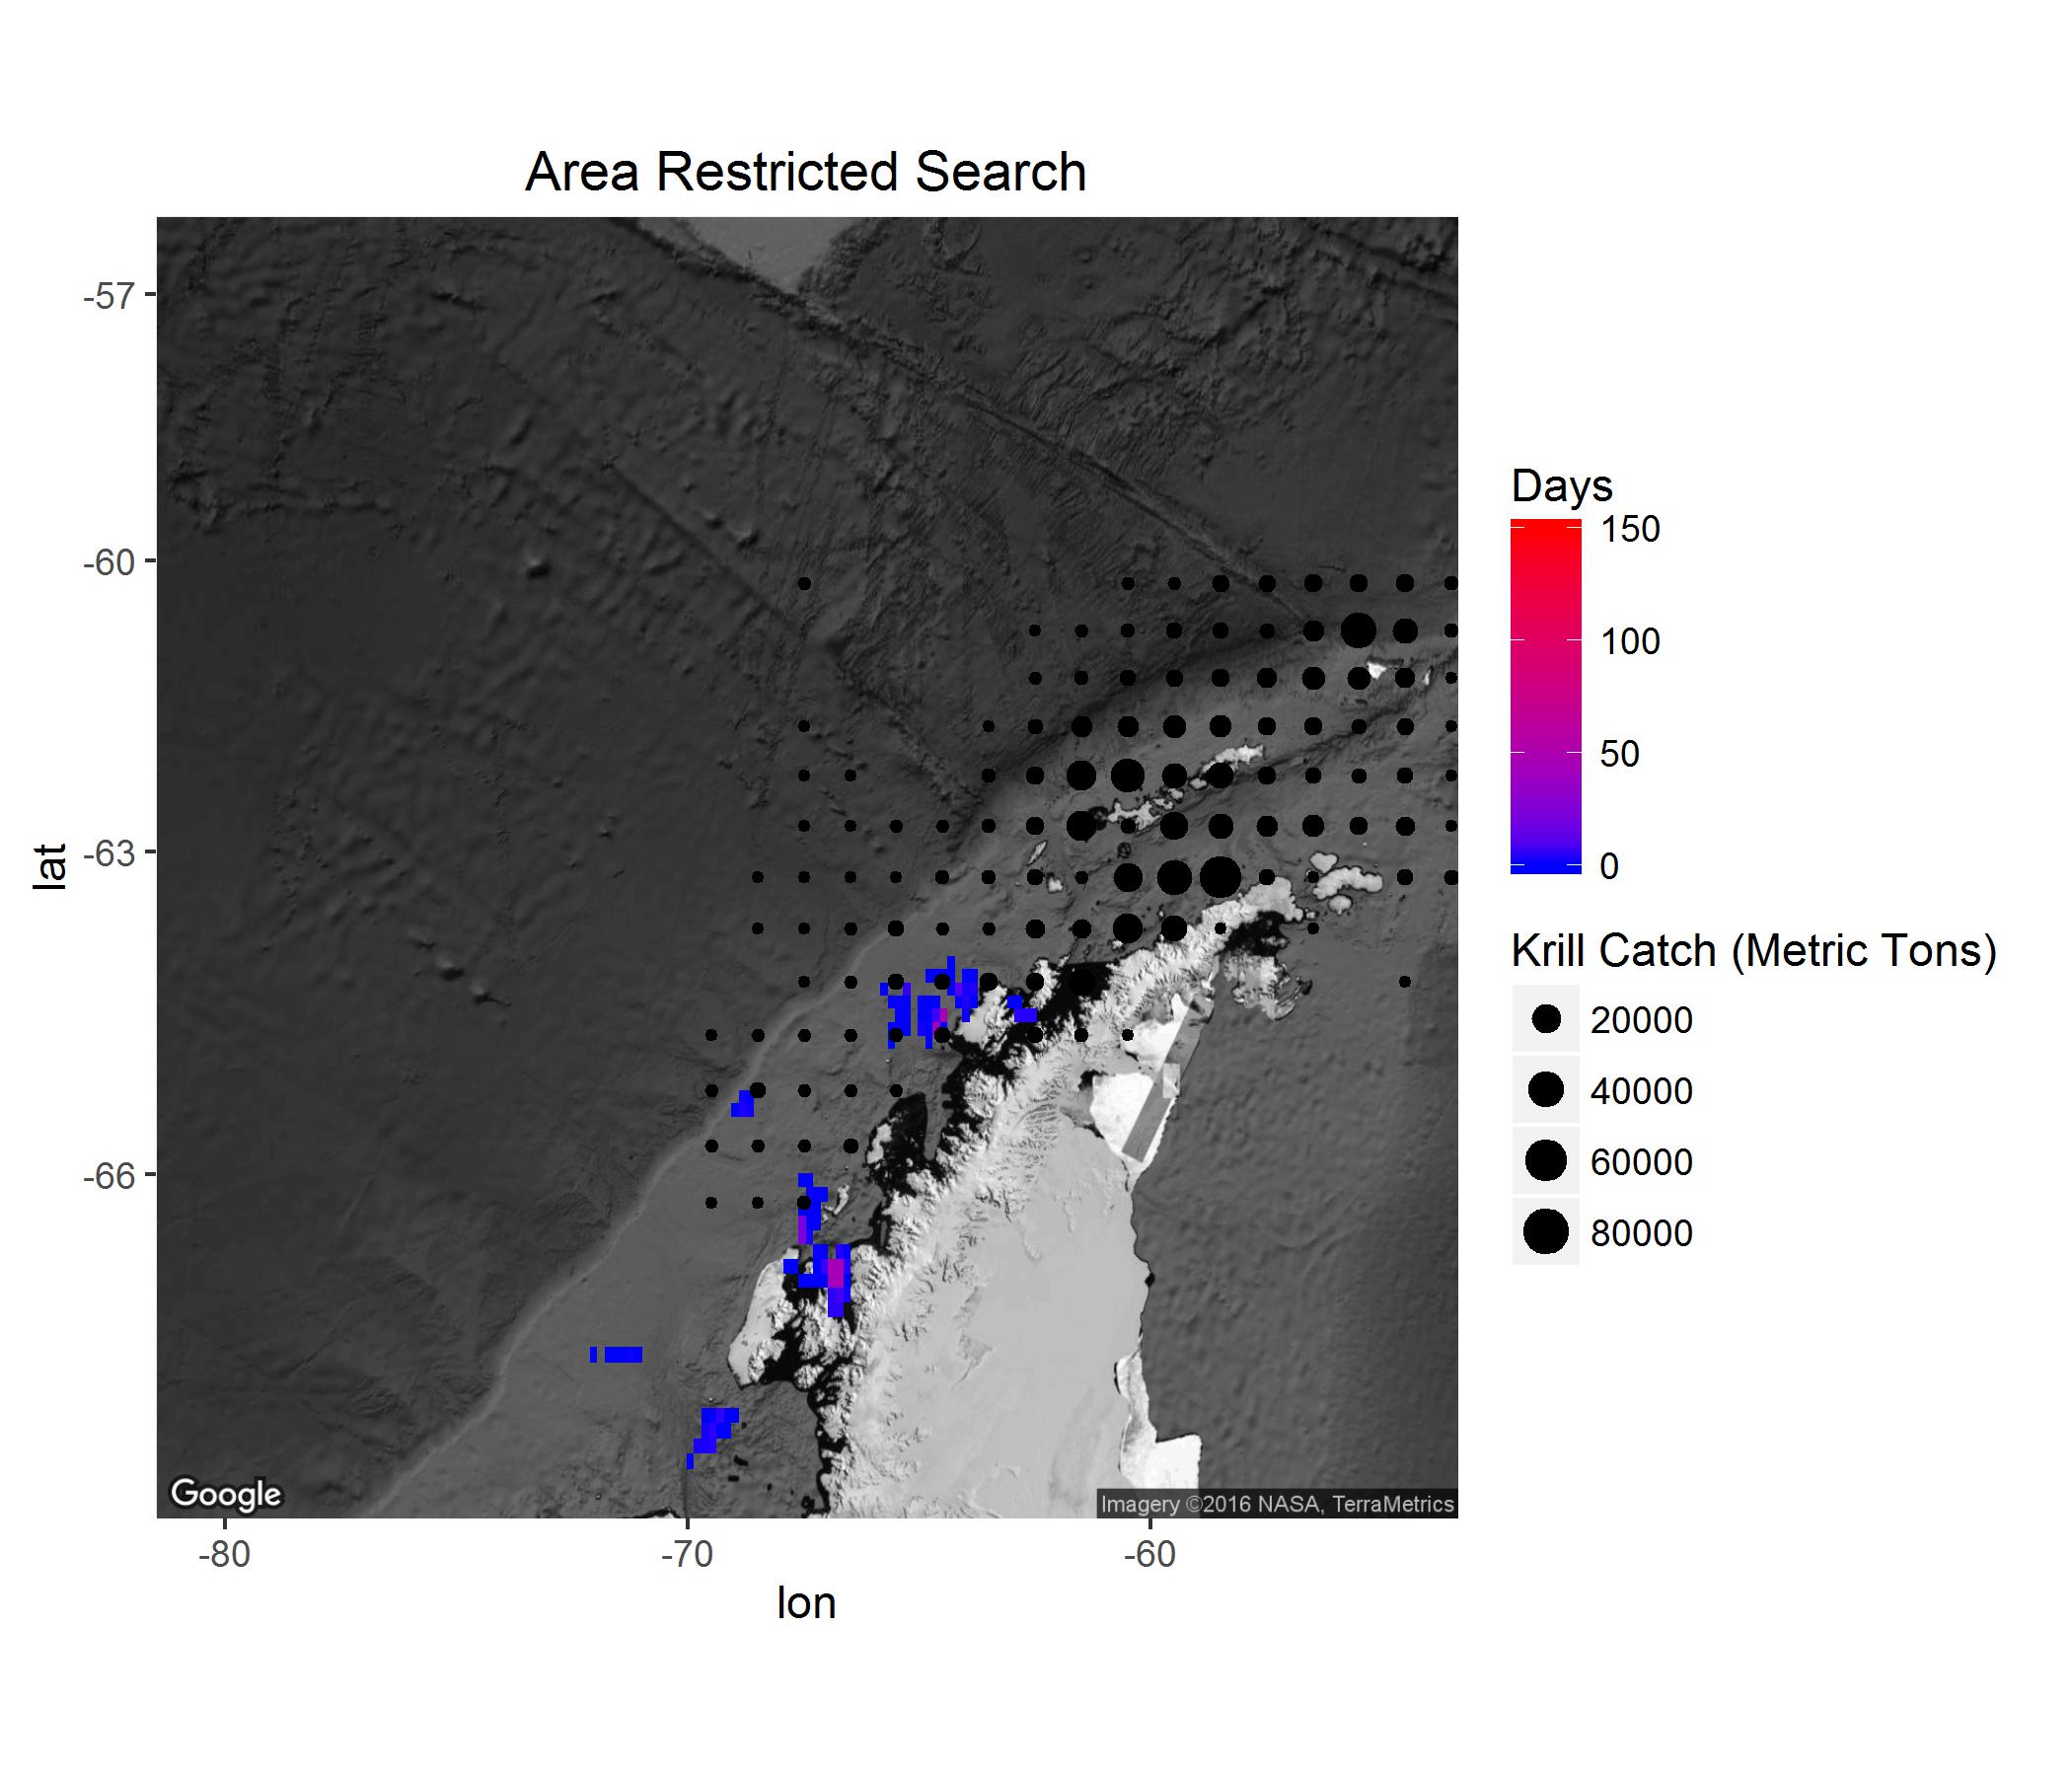 Area Restricted Search
-57
-60
-63
-66
lat
-80
-70
-60
lon
Google
Imagery ©2016 NASA, TerraMetrics
Days
150
100
50
0
Krill Catch (Metric Tons)
20000
40000
60000
80000